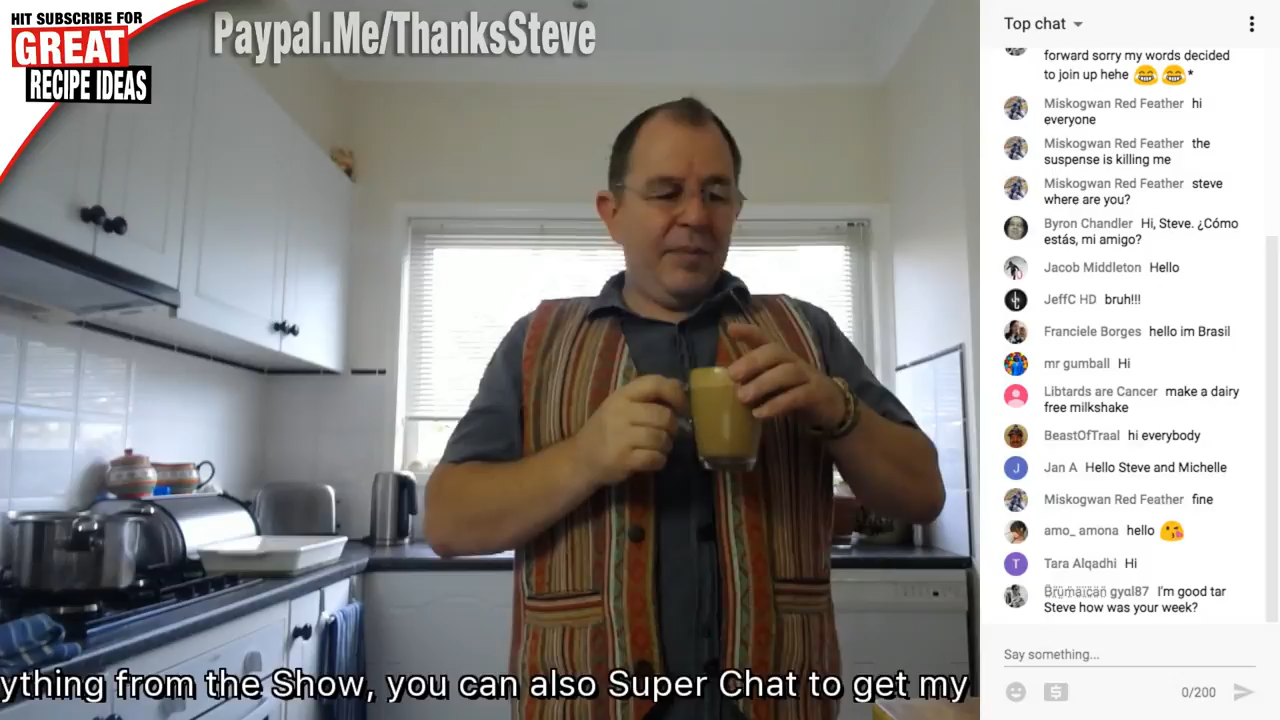 HIT SUBSCRIBE FOR
GREAT
RECIPE IDEAS
Paypal.Me/ThanksSteve
ything from the Show, you can also Super Chat to get my
Top chat
forward sorry my words decided
to join up hehe 😂 😂 *
Miskogwan Red Feather hi
everyone
Miskogwan Red Feather the
suspense is killing me
Miskogwan Red Feather steve
where are you?
Byron Chandler Hi, Steve. ¿Cómo
estás, mi amigo?
Jacob Middleton Hello
JeffC HD bruh!!!
Franciele Borges hello im Brasil
mr gumball Hi
Libtards are Cancer make a dairy
free milkshake
BeastOfTraal hi everybody
J
Jan A Hello Steve and Michelle
Miskogwan Red Feather fine
amo_ amona hello 😘
T
Tara Alqadhi Hi
gyal87 I'm good tar
Steve how was your week?
Say something...
0/200